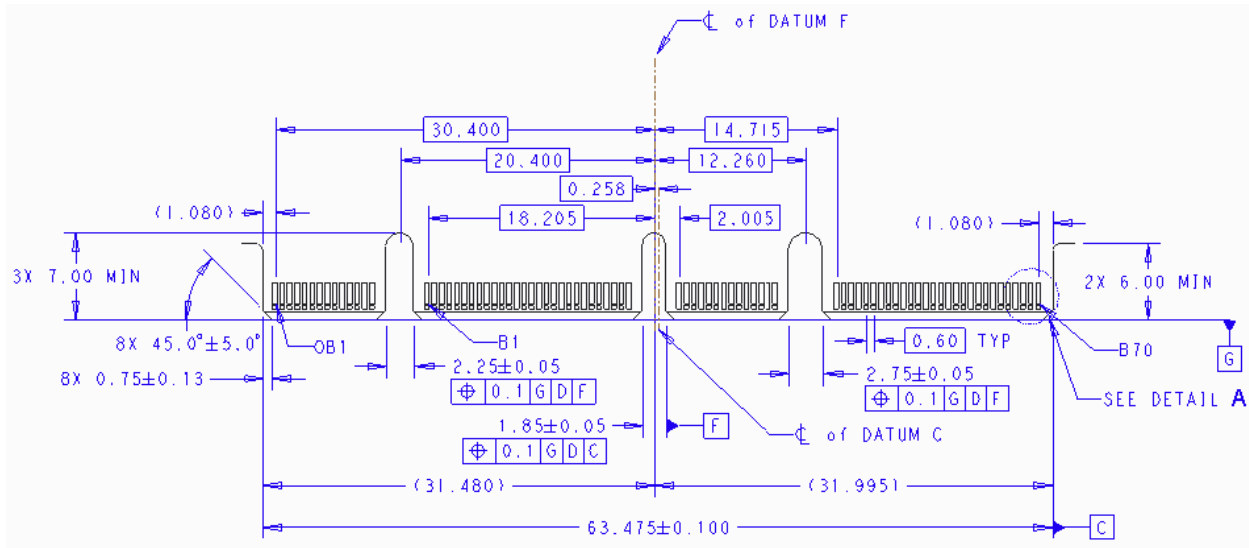 ℄ of DATUM F
30.400
14.715
20.400
12.260
0.258
(1.080)
18.205
2.005
(1.080)
3X 7.00 MIN
2X 6.00 MIN
8X 45.0°±5.0°
OB1
B1
0.60 TYP
B70
G
8X 0.75±0.13
2.25±0.05
⌖ 0.1 G D F
2.75±0.05
⌖ 0.1 G D F
SEE DETAIL A
1.85±0.05
F
⌖ 0.1 G D C
℄ of DATUM C
(31.480)
(31.995)
63.475±0.100
C